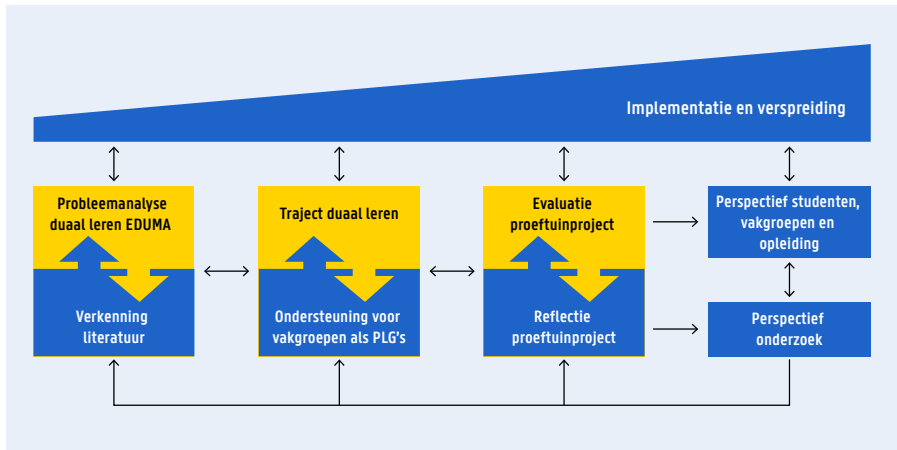 Implementatie en verspreiding
Probleemanalyse
duaal leren EDUMA
Verkenning
literatuur
Traject duaal leren
Ondersteuning voor
vakgroepen als PLG's
Evaluatie
proeftuinproject
Reflectie
proeftuinproject
Perspectief studenten,
vakgroepen en
opleiding
Perspectief
onderzoek